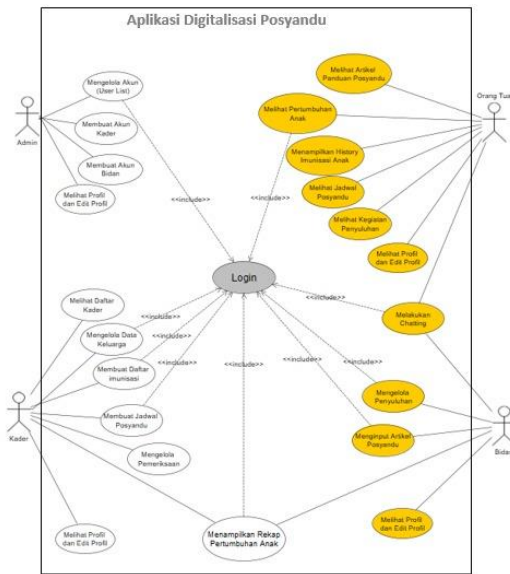 Aplikasi Digitalisasi Posyandu
Mengelola Akun
(User List)
Membuat Akun
Kader
Membuat Akun
Bidan
Melihat Profil
dan Edit Profil
Admin
Melihat Artikel
Panduan Posyandu
Melihat Pertumbuhan
Anak
Menampilkan History
Imunisasi Anak
Melihat Jadwal
Posyandu
Melihat Kegiatan
Penyuluhan
Melihat Profil
dan Edit Profil
Orang Tua
<<include>>
<<include>>
Login
Melihat Daftar
Kader
Mengelola Data
Keluarga
Membuat Daftar
imunisasi
Membuat Jadwal
Posyandu
Mengelola
Pemeriksaan
Melihat Profil
dan Edit Profil
Kader
<<include>>
<<include>>
<<include>>
<<include>>
<<include>>
<<include>>
<<include>>
Melakukan
Chatting
Mengelola
Penyuluhan
Menginput Artikel
Posyandu
Bidan
Melihat Profil
dan Edit Profil
Menampilkan Rekap
Pertumbuhan Anak